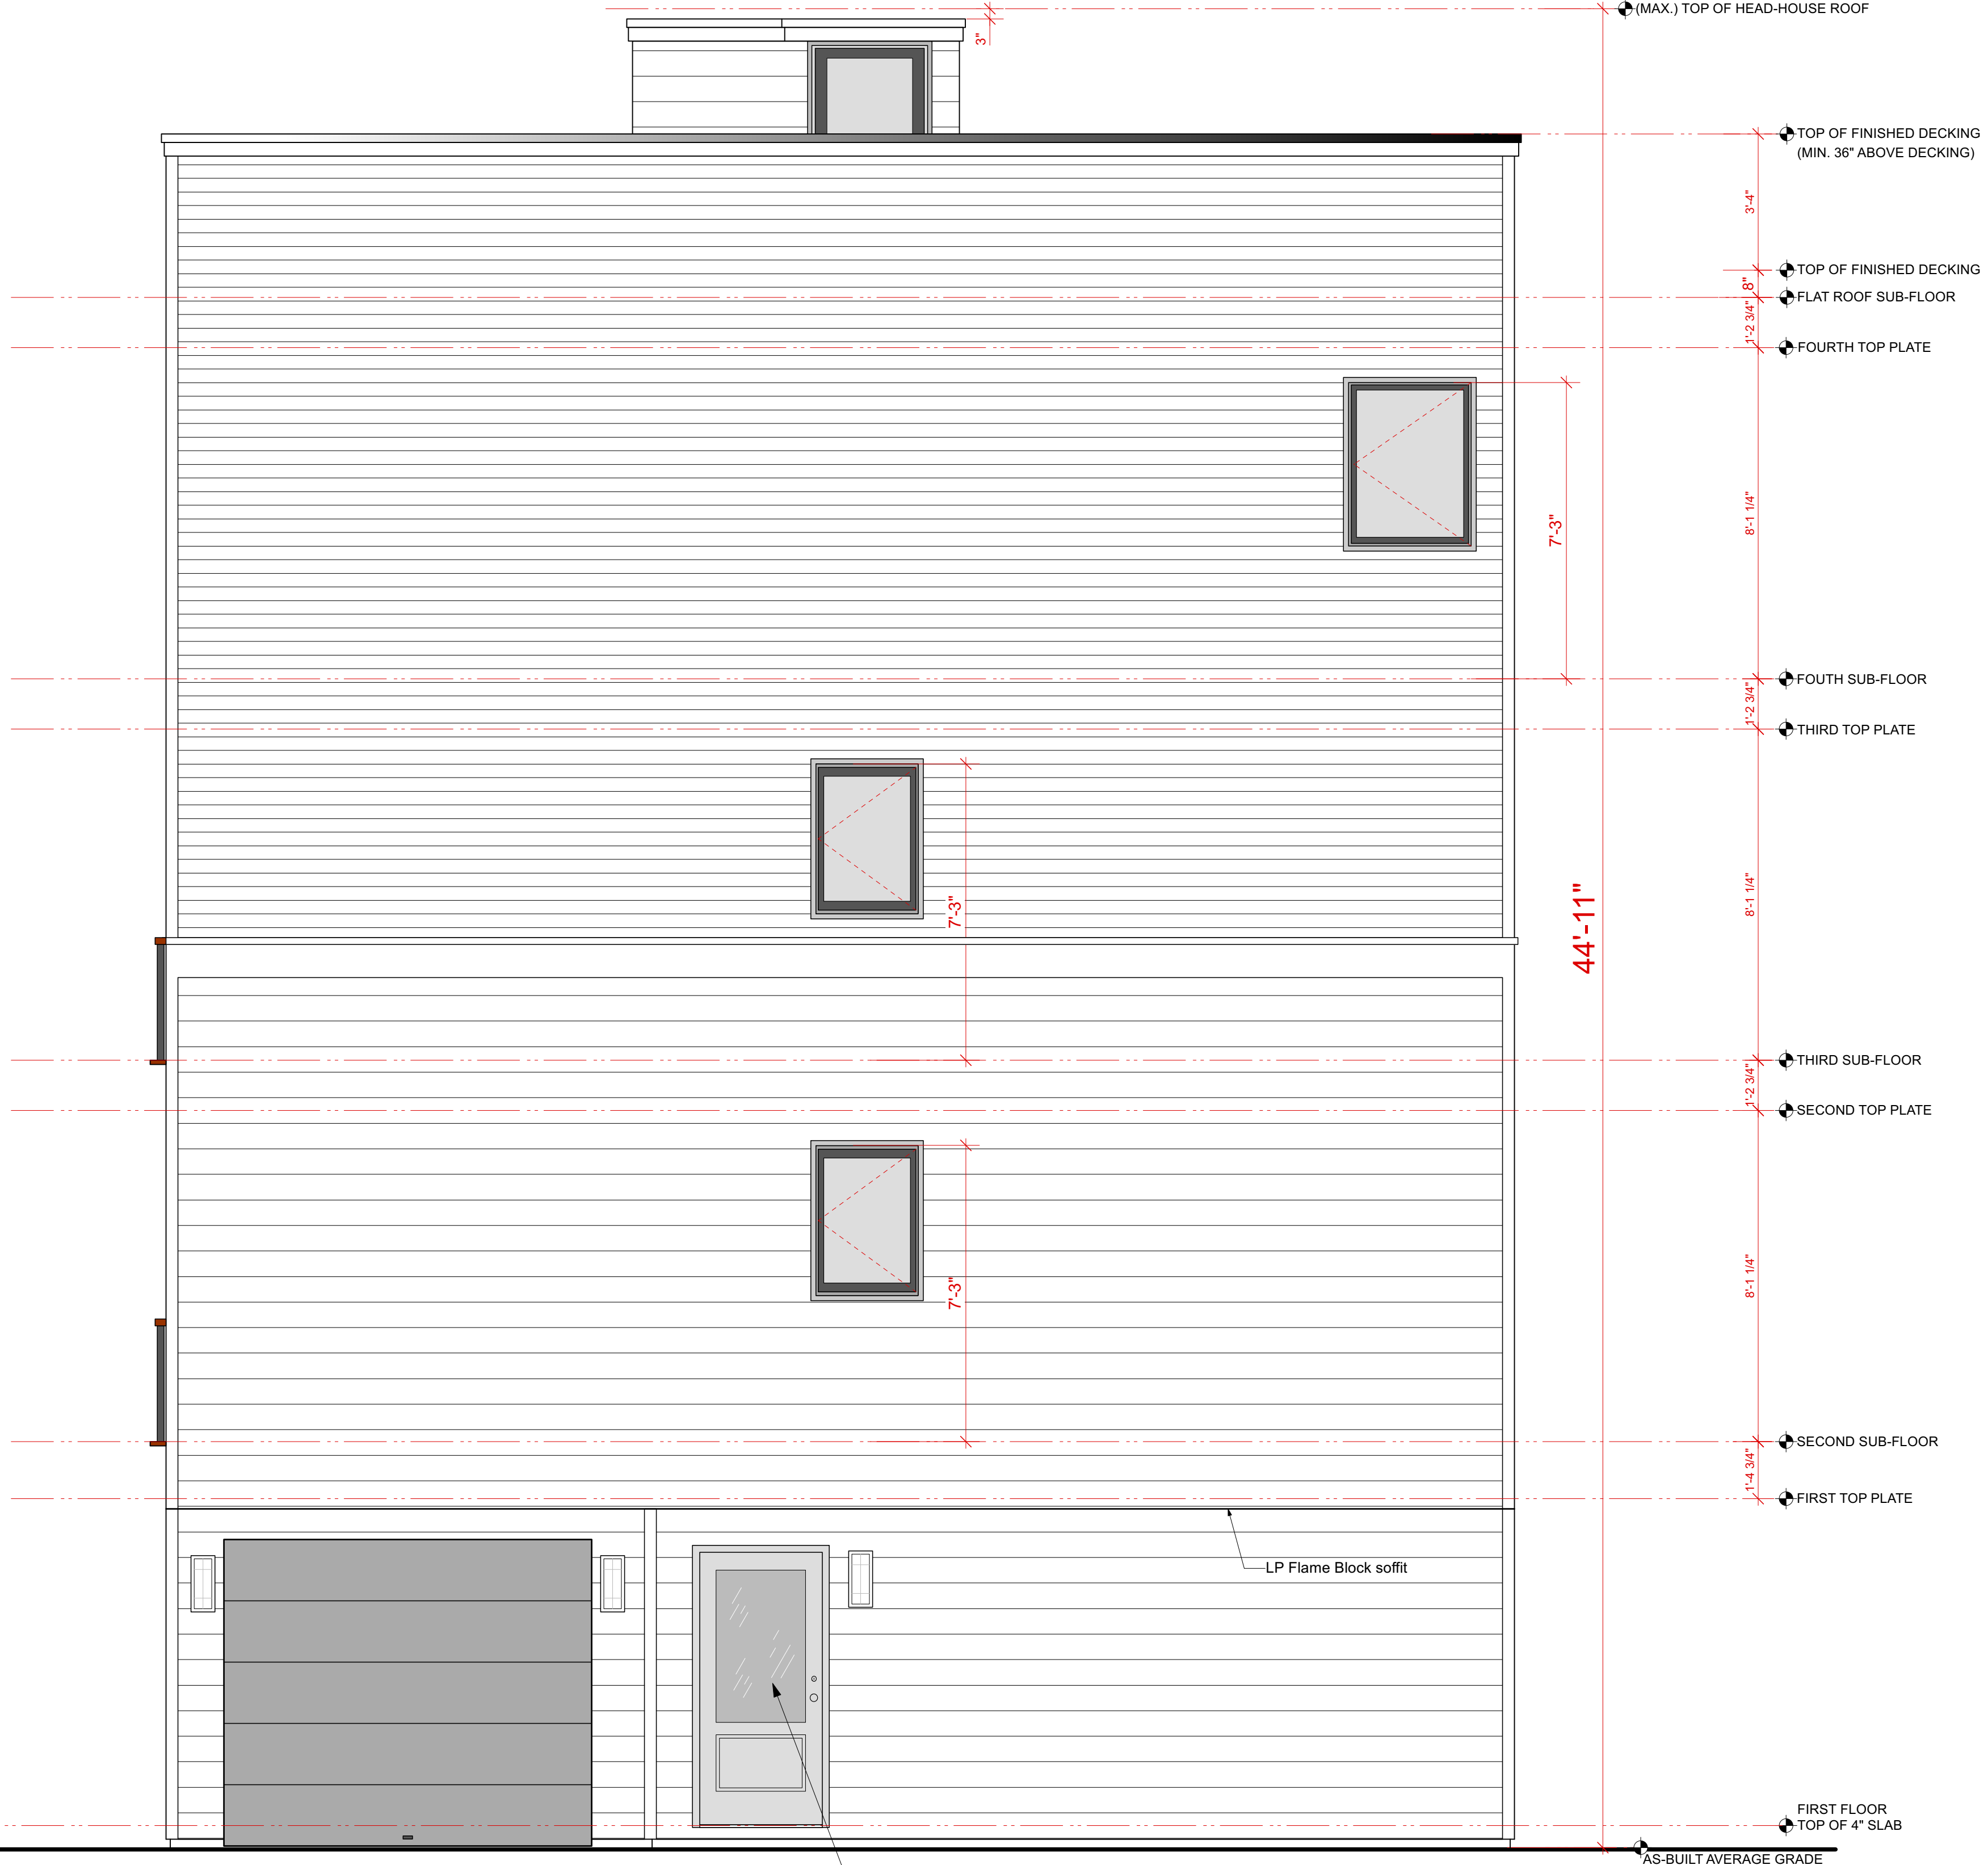 (MAX.) TOP OF HEAD-HOUSE ROOF
3"
TOP OF FINISHED DECKING
(MIN. 36" ABOVE DECKING)
3'-4"
TOP OF FINISHED DECKING
8"
FLAT ROOF SUB-FLOOR
1'-2 3/4"
FOURTH TOP PLATE
7'-3"
8'-1 1/4"
FOUTH SUB-FLOOR
1'-2 3/4"
THIRD TOP PLATE
7'-3"
44'-11"
8'-1 1/4"
THIRD SUB-FLOOR
1'-2 3/4"
SECOND TOP PLATE
7'-3"
8'-1 1/4"
SECOND SUB-FLOOR
1'-4 3/4"
FIRST TOP PLATE
LP Flame Block soffit
FIRST FLOOR
TOP OF 4" SLAB
AS-BUILT AVERAGE GRADE